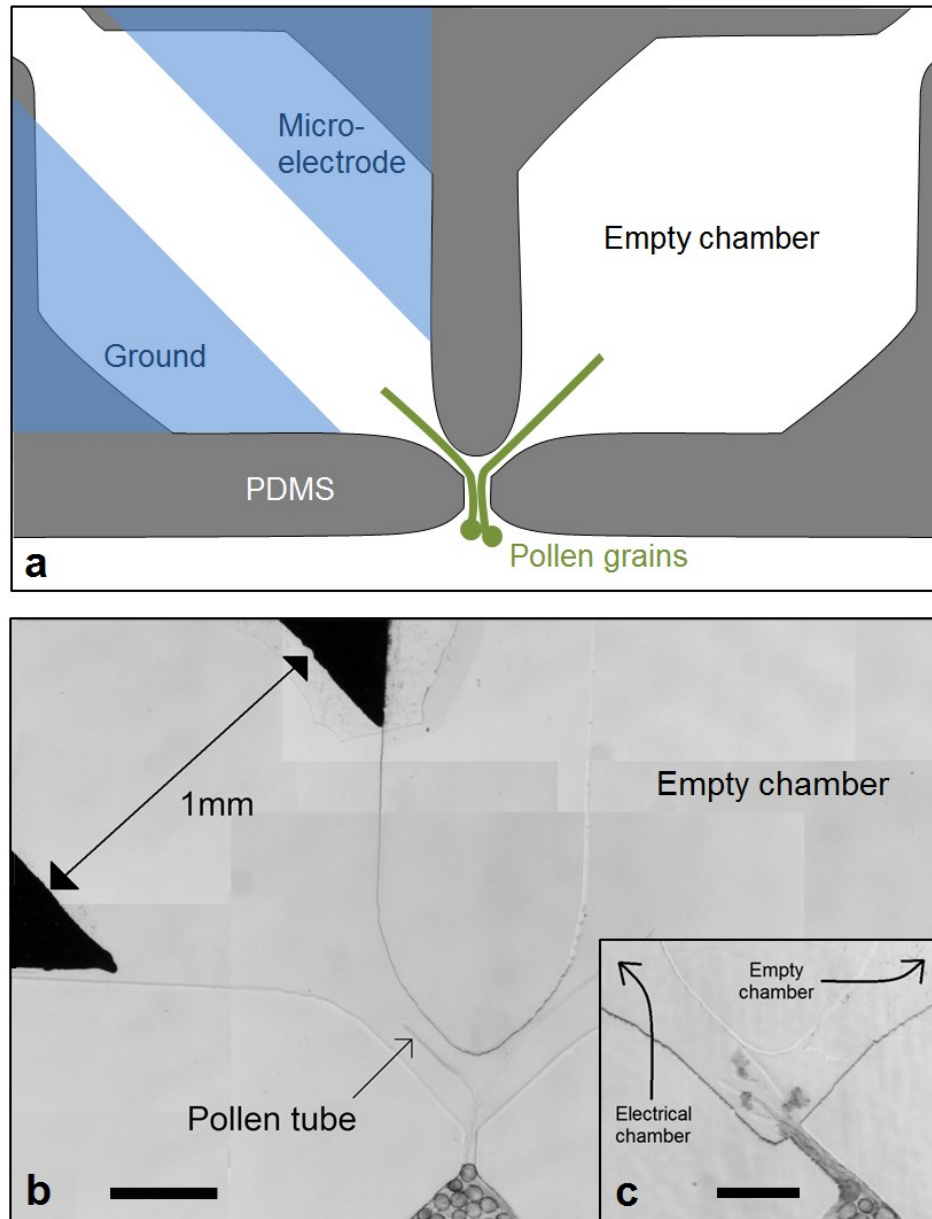 Micro-
electrode
Empty chamber
Ground
PDMS
Pollen grains
a
1mm
Empty chamber
Pollen tube
b
Empty
chamber
Electrical
chamber
c